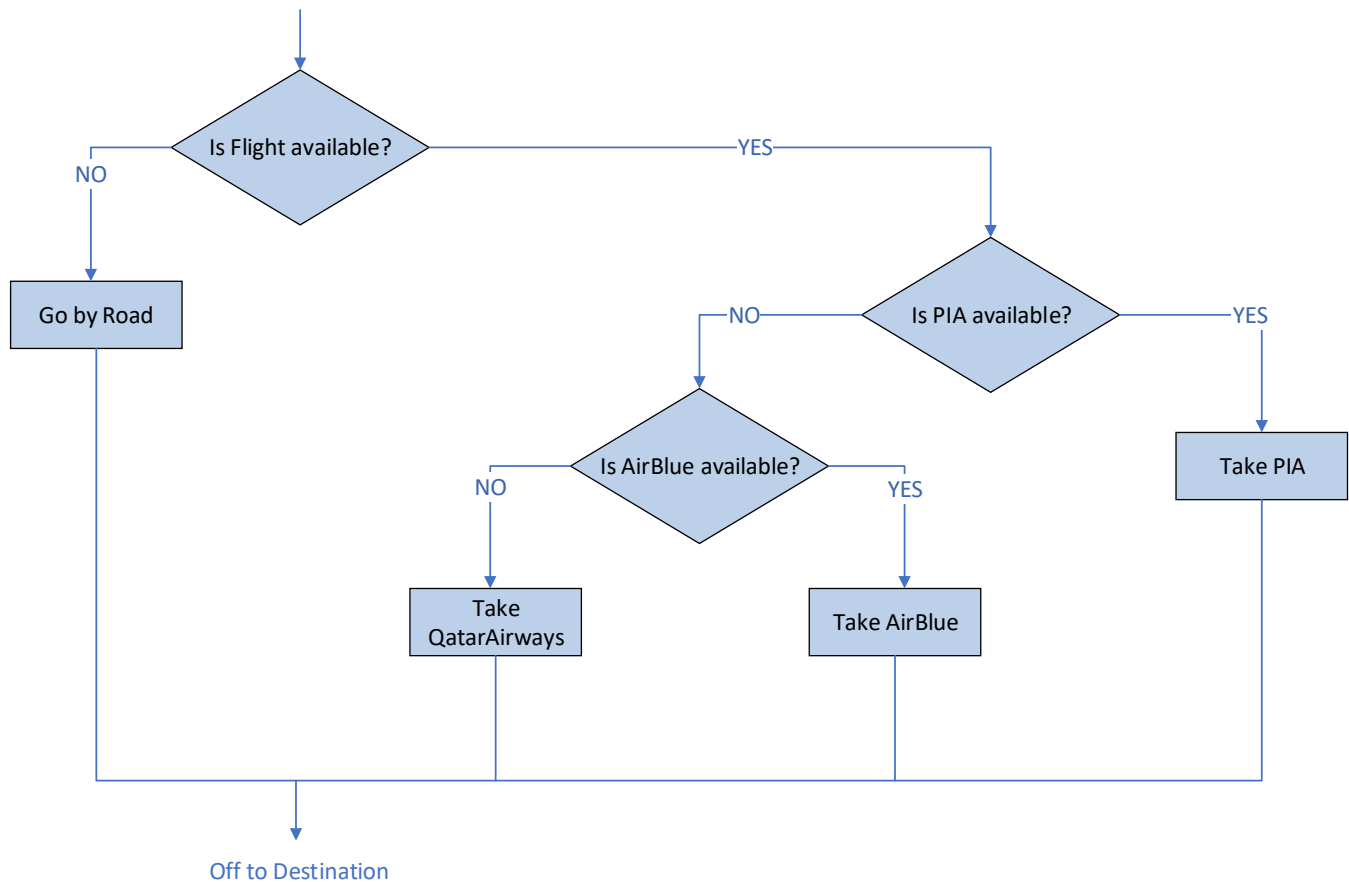 Is Flight available?
YES
NO
Go by Road
Is PIA available?
NO
YES
Is AirBlue available?
Take PIA
NO
YES
Take
QatarAirways
Take AirBlue
Off to Destination